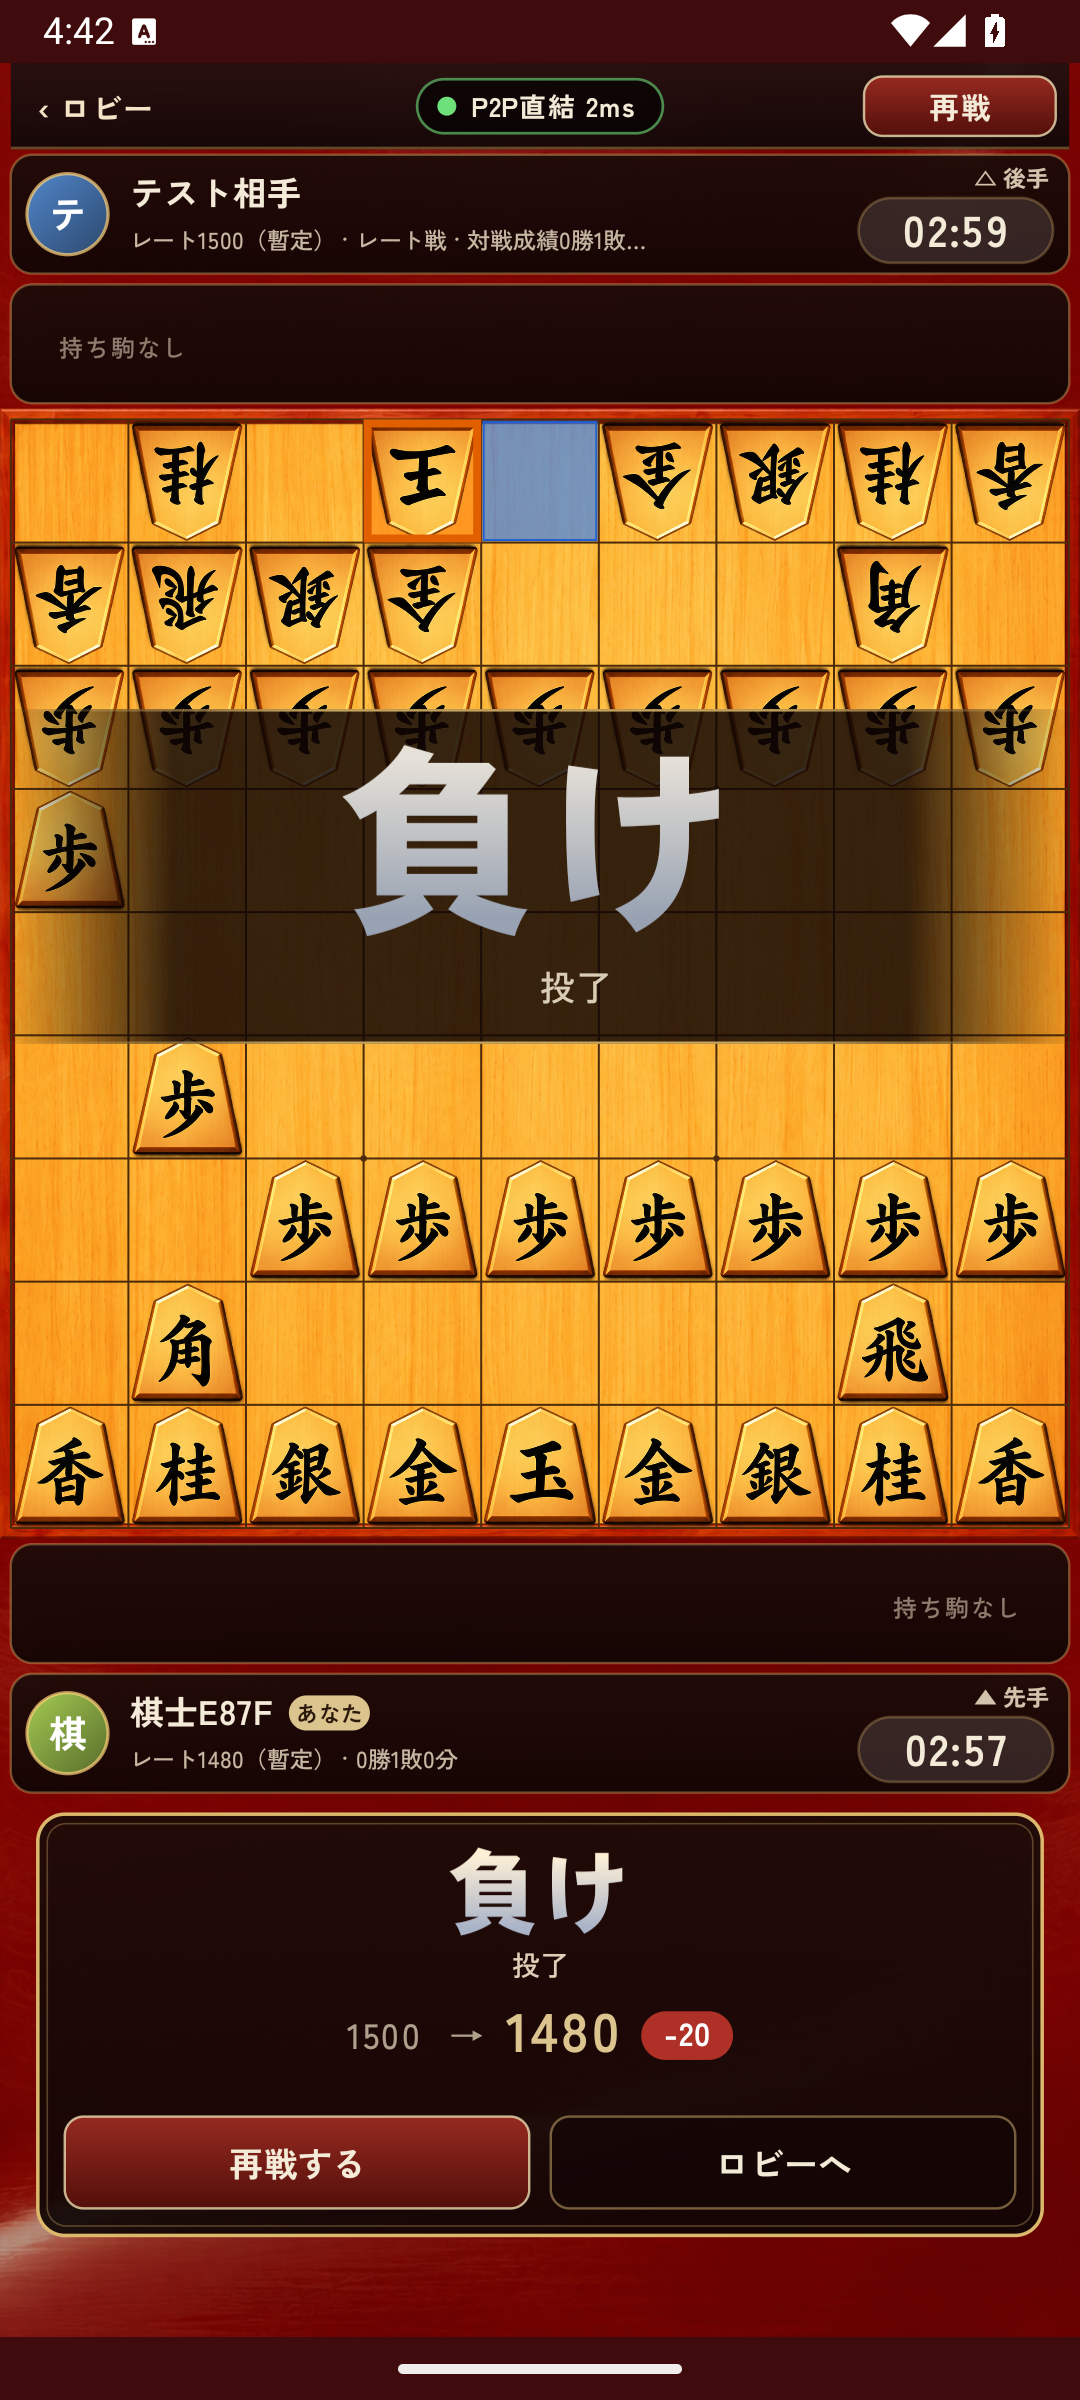 4:42
‹ ロビー
P2P直結 2ms
再戦
テ
テスト相手
レート1500（暫定）· レート戦 · 対戦成績0勝1敗…
△ 後手
02:59
持ち駒なし
桂 王 金 銀 桂 香
香 飛 銀 金 角
歩 歩 歩 歩 歩 歩 歩 歩 歩
歩
負け
投了
歩
歩 歩 歩 歩 歩 歩 歩
角 飛
香 桂 銀 金 玉 金 銀 桂 香
持ち駒なし
棋
棋士E87F あなた
レート1480（暫定）· 0勝1敗0分
▲ 先手
02:57
負け
投了
1500 → 1480 -20
再戦する
ロビーへ